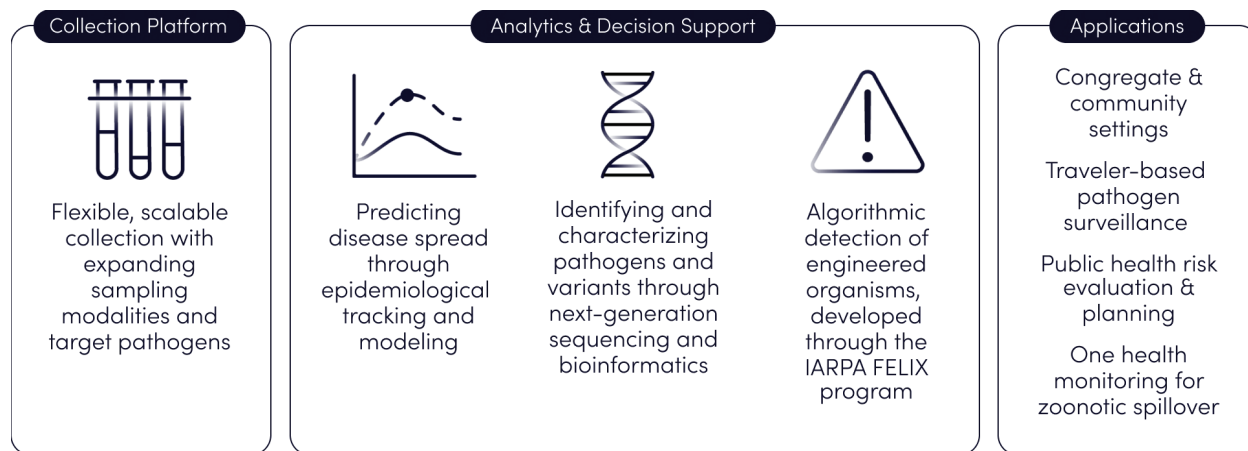 Collection Platform
Flexible, scalable
collection with
expanding
sampling
modalities and
target pathogens
Analytics & Decision Support
Predicting
disease spread
through
epidemiological
tracking and
modeling
Identifying and
characterizing
pathogens and
variants through
next-generation
sequencing and
bioinformatics
Algorithmic
detection of
engineered
organisms,
developed
through the
IARPA FELIX
program
Applications
Congregate &
community
settings
Traveler-based
pathogen
surveillance
Public health risk
evaluation &
planning
One health
monitoring for
zoonotic spillover